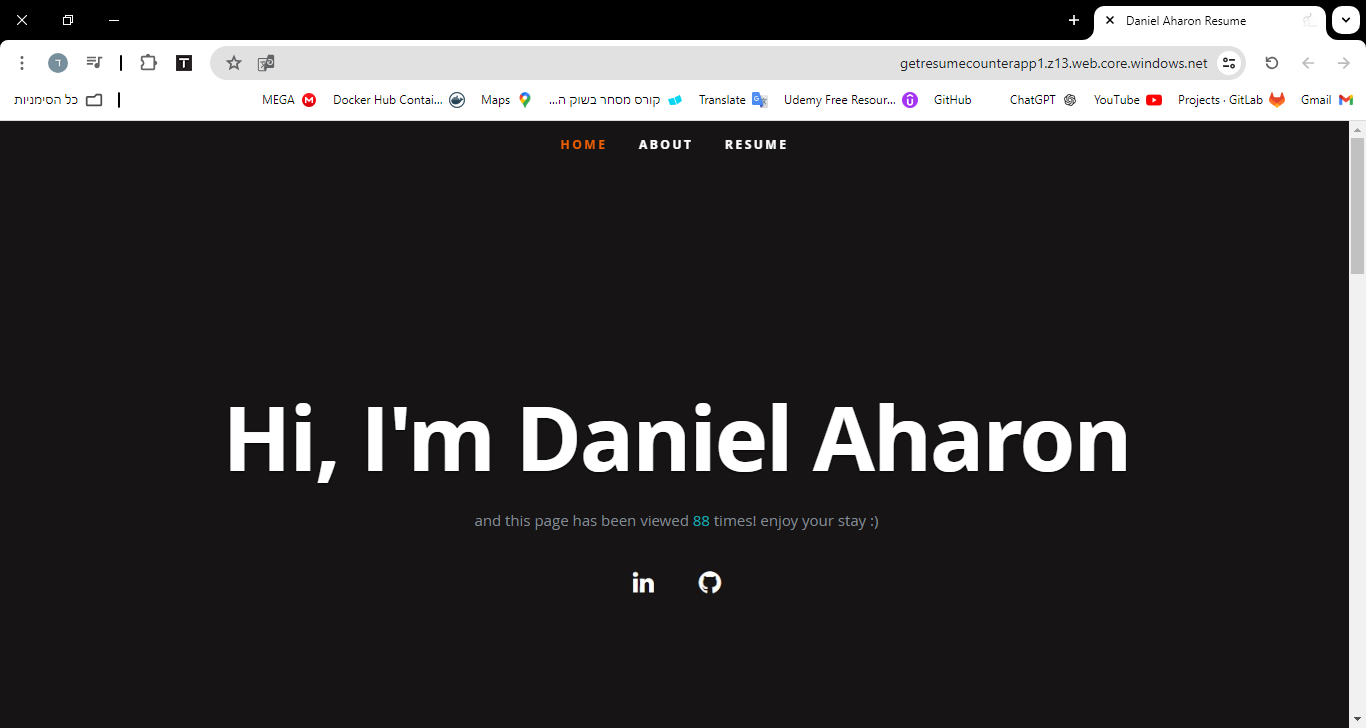 Daniel Aharon Resume
getresumecounterapp1.z13.web.core.windows.net
ד
T
Gmail
Projects · GitLab
YouTube
ChatGPT
GitHub
Udemy Free Resour...
Translate
קורס מסחר בשוק ה...
Maps
Docker Hub Contai...
MEGA
כל הסימניות
HOME ABOUT RESUME
Hi, I'm Daniel Aharon
and this page has been viewed 88 times! enjoy your stay :)
in